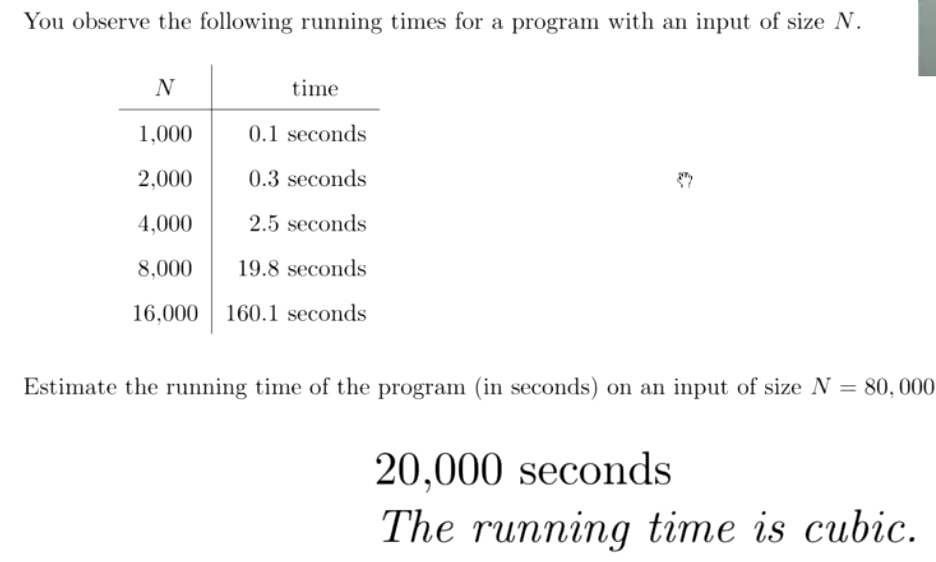 You observe the following running times for a program with an input of size N.
N time
1,000 0.1 seconds
2,000 0.3 seconds
4,000 2.5 seconds
8,000 19.8 seconds
16,000 160.1 seconds
Estimate the running time of the program (in seconds) on an input of size N = 80,000
20,000 seconds
The running time is cubic.